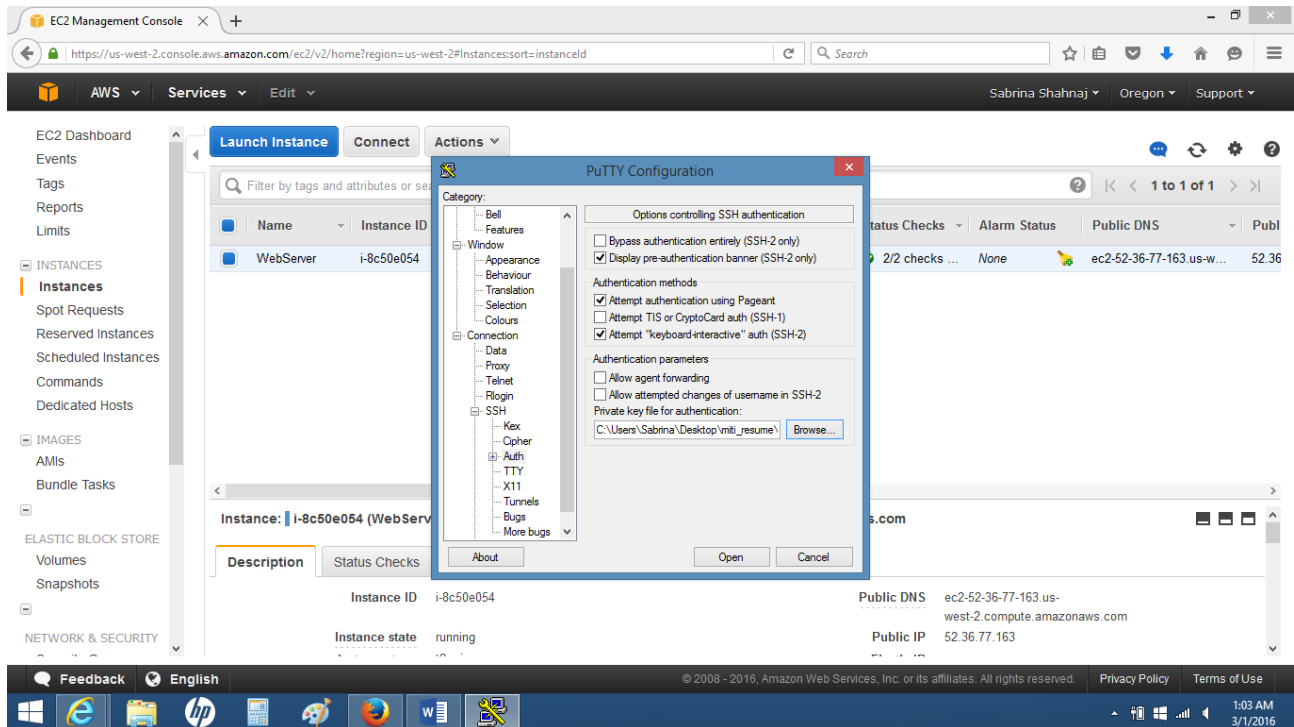 EC2 Management Conso
https://us-west-2.console.aws.amazon.com/ec2/v2/home?region=us-west-2#Instances:sort=instanceId
Search
AWS Services Edit Sabrina Shahnaj Oregon Support
EC2 Dashboard
Events
Tags
Reports
Limits
INSTANCES
Instances
Spot Requests
Reserved Instances
Scheduled Instances
Commands
Dedicated Hosts
IMAGES
AMIs
Bundle Tasks
ELASTIC BLOCK STORE
Volumes
Snapshots
NETWORK & SECURITY
Launch Instance Connect Actions
Filter by tags and attributes or sea
1 to 1 of 1
Name Instance ID tatus Checks Alarm Status Public DNS Publ
WebServer i-8c50e054 2/2 checks ... None ec2-52-36-77-163.us-w... 52.36
PuTTY Configuration
Category:
Bell
Features
Window
Appearance
Behaviour
Translation
Selection
Colours
Connection
Data
Proxy
Telnet
Rlogin
SSH
Kex
Cipher
Auth
TTY
X11
Tunnels
Bugs
More bugs
Options controlling SSH authentication
Bypass authentication entirely (SSH-2 only)
Display pre-authentication banner (SSH-2 only)
Authentication methods
Attempt authentication using Pageant
Attempt TIS or CryptoCard auth (SSH-1)
Attempt "keyboard-interactive" auth (SSH-2)
Authentication parameters
Allow agent forwarding
Allow attempted changes of username in SSH-2
Private key file for authentication:
C:\Users\Sabrina\Desktop\miti_resume\ Browse...
About Open Cancel
Instance: i-8c50e054 (WebServ s.com
Description Status Checks
Instance ID i-8c50e054 Public DNS ec2-52-36-77-163.us-
west-2.compute.amazonaws.com
Instance state running Public IP 52.36.77.163
Feedback English © 2008 - 2016, Amazon Web Services, Inc. or its affiliates. All rights reserved. Privacy Policy Terms of Use
1:03 AM
3/1/2016